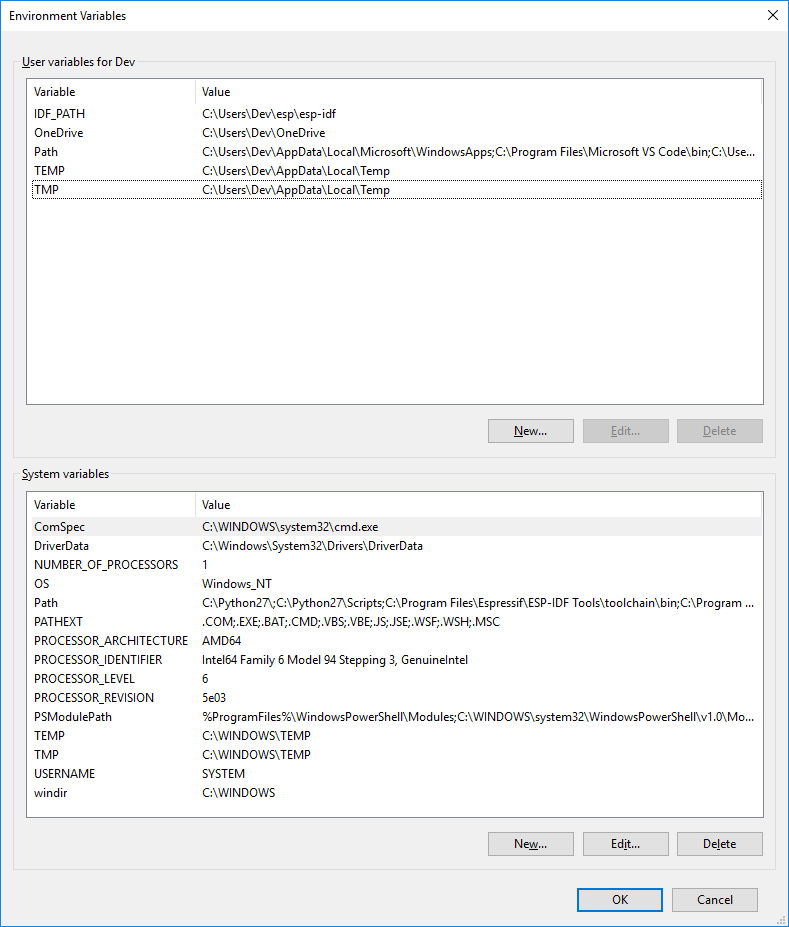 Environment Variables
User variables for Dev
Variable Value
IDF_PATH C:\Users\Dev\esp\esp-idf
OneDrive C:\Users\Dev\OneDrive
Path C:\Users\Dev\AppData\Local\Microsoft\WindowsApps;C:\Program Files\Microsoft VS Code\bin;C:\Use...
TEMP C:\Users\Dev\AppData\Local\Temp
TMP C:\Users\Dev\AppData\Local\Temp
New... Edit... Delete
System variables
Variable Value
ComSpec C:\WINDOWS\system32\cmd.exe
DriverData C:\Windows\System32\Drivers\DriverData
NUMBER_OF_PROCESSORS 1
OS Windows_NT
Path C:\Python27\;C:\Python27\Scripts;C:\Program Files\Espressif\ESP-IDF Tools\toolchain\bin;C:\Program ...
PATHEXT .COM;.EXE;.BAT;.CMD;.VBS;.VBE;.JS;.JSE;.WSF;.WSH;.MSC
PROCESSOR_ARCHITECTURE AMD64
PROCESSOR_IDENTIFIER Intel64 Family 6 Model 94 Stepping 3, GenuineIntel
PROCESSOR_LEVEL 6
PROCESSOR_REVISION 5e03
PSModulePath %ProgramFiles%\WindowsPowerShell\Modules;C:\WINDOWS\system32\WindowsPowerShell\v1.0\Mo...
TEMP C:\WINDOWS\TEMP
TMP C:\WINDOWS\TEMP
USERNAME SYSTEM
windir C:\WINDOWS
New... Edit... Delete
OK Cancel